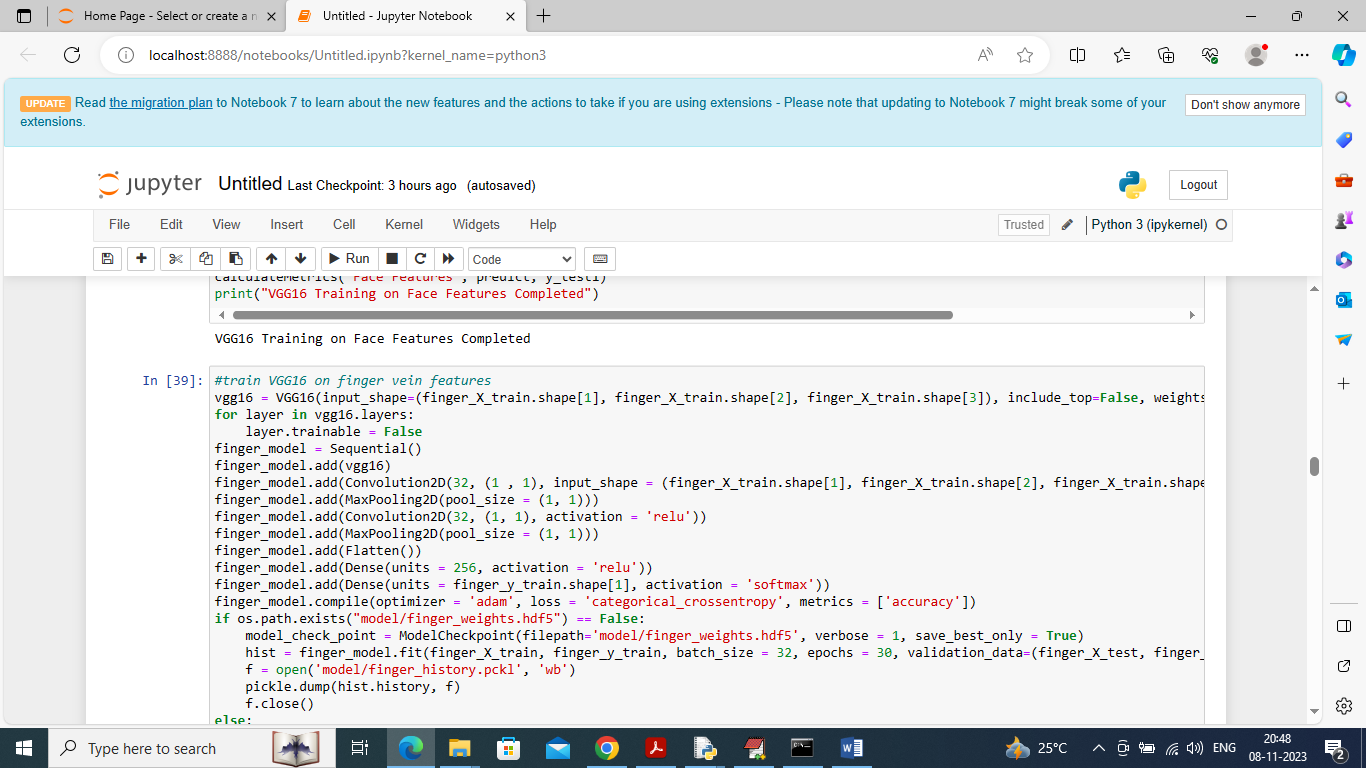 Home Page - Select or create a n
Untitled - Jupyter Notebook
localhost:8888/notebooks/Untitled.ipynb?kernel_name=python3
UPDATE Read the migration plan to Notebook 7 to learn about the new features and the actions to take if you are using extensions - Please note that updating to Notebook 7 might break some of your
extensions.
Don't show anymore
jupyter Untitled Last Checkpoint: 3 hours ago (autosaved)
Logout
File Edit View Insert Cell Kernel Widgets Help
Trusted
Python 3 (ipykernel)
Run
Code
calculateMetrics("Face Features", predict, y_test1)
print("VGG16 Training on Face Features Completed")
VGG16 Training on Face Features Completed
In [39]:
#train VGG16 on finger vein features
vgg16 = VGG16(input_shape=(finger_X_train.shape[1], finger_X_train.shape[2], finger_X_train.shape[3]), include_top=False, weights
for layer in vgg16.layers:
    layer.trainable = False
finger_model = Sequential()
finger_model.add(vgg16)
finger_model.add(Convolution2D(32, (1 , 1), input_shape = (finger_X_train.shape[1], finger_X_train.shape[2], finger_X_train.shape
finger_model.add(MaxPooling2D(pool_size = (1, 1)))
finger_model.add(Convolution2D(32, (1, 1), activation = 'relu'))
finger_model.add(MaxPooling2D(pool_size = (1, 1)))
finger_model.add(Flatten())
finger_model.add(Dense(units = 256, activation = 'relu'))
finger_model.add(Dense(units = finger_y_train.shape[1], activation = 'softmax'))
finger_model.compile(optimizer = 'adam', loss = 'categorical_crossentropy', metrics = ['accuracy'])
if os.path.exists("model/finger_weights.hdf5") == False:
    model_check_point = ModelCheckpoint(filepath='model/finger_weights.hdf5', verbose = 1, save_best_only = True)
    hist = finger_model.fit(finger_X_train, finger_y_train, batch_size = 32, epochs = 30, validation_data=(finger_X_test, finger_
    f = open('model/finger_history.pckl', 'wb')
    pickle.dump(hist.history, f)
    f.close()
else:
Type here to search
25°C
ENG
20:48
08-11-2023
2